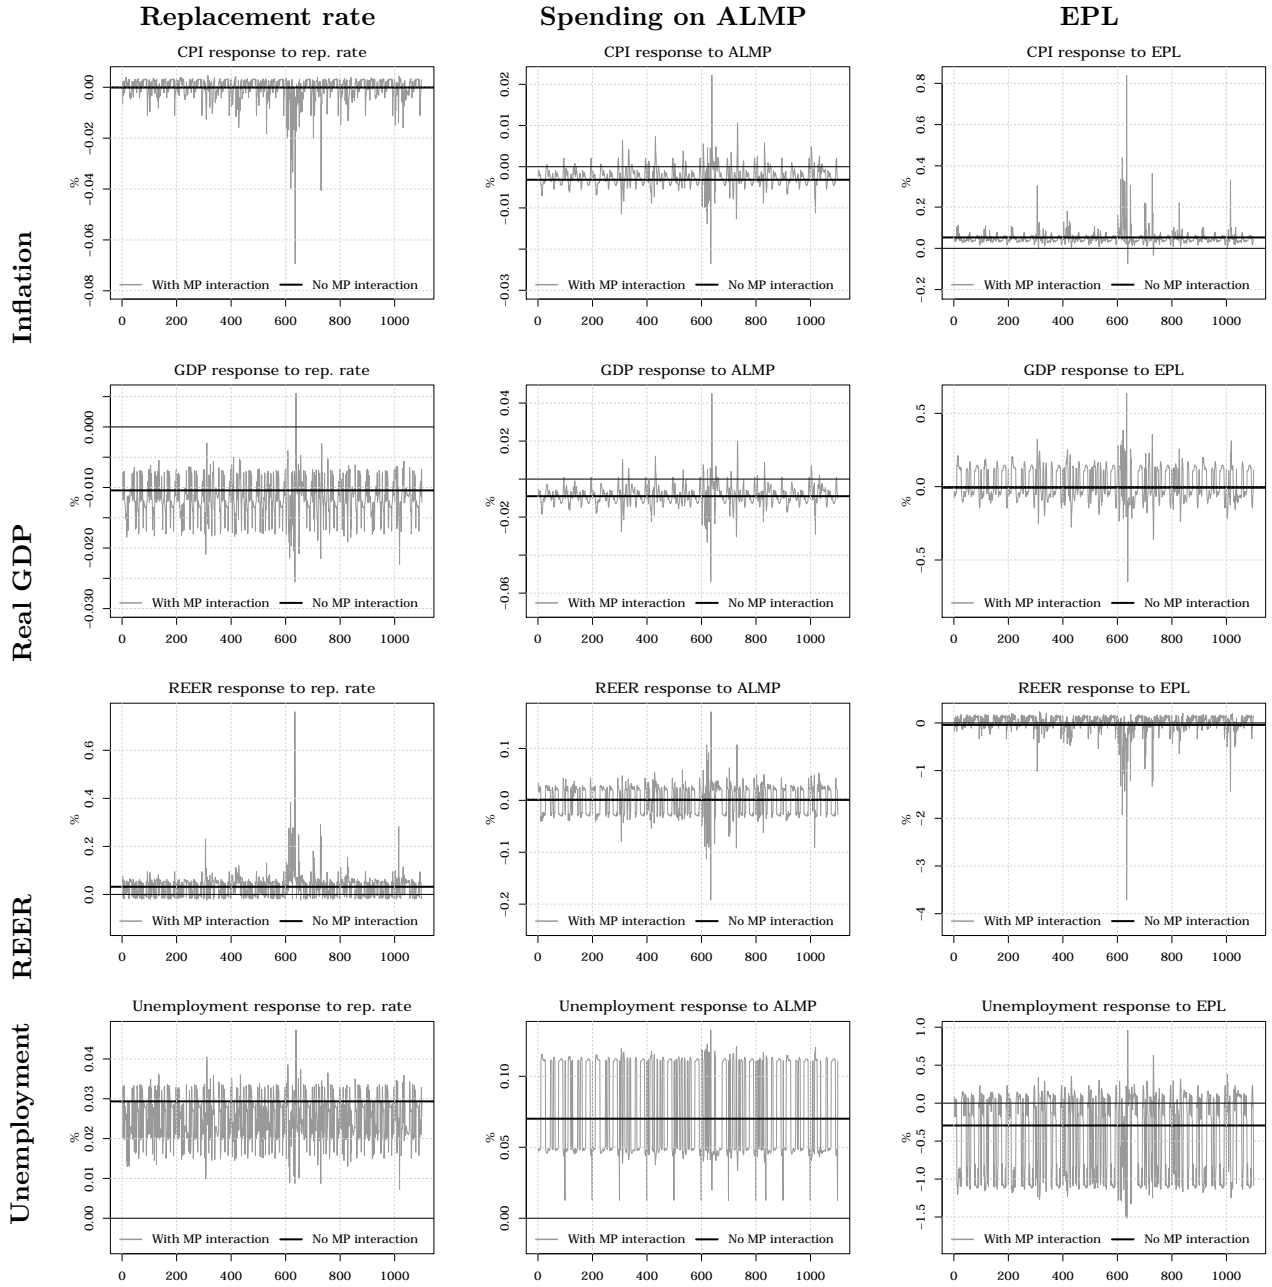 Replacement rate
Spending on ALMP
EPL
Inflation
CPI response to rep. rate
%
0.00
−0.02
−0.04
−0.06
−0.08
With MP interaction
No MP interaction
0 200 400 600 800 1000
CPI response to ALMP
%
0.02
0.01
0.00
−0.01
−0.03
With MP interaction
No MP interaction
0 200 400 600 800 1000
CPI response to EPL
%
0.8
0.6
0.4
0.2
0.0
−0.2
With MP interaction
No MP interaction
0 200 400 600 800 1000
Real GDP
GDP response to rep. rate
%
0.000
−0.010
−0.020
−0.030
With MP interaction
No MP interaction
0 200 400 600 800 1000
GDP response to ALMP
%
0.04
0.02
−0.02
−0.06
With MP interaction
No MP interaction
0 200 400 600 800 1000
GDP response to EPL
%
0.5
0.0
−0.5
With MP interaction
No MP interaction
0 200 400 600 800 1000
REER
REER response to rep. rate
%
0.6
0.4
0.2
0.0
With MP interaction
No MP interaction
0 200 400 600 800 1000
REER response to ALMP
%
0.1
0.0
−0.1
−0.2
With MP interaction
No MP interaction
0 200 400 600 800 1000
REER response to EPL
%
0
−1
−2
−3
−4
With MP interaction
No MP interaction
0 200 400 600 800 1000
Unemployment
Unemployment response to rep. rate
%
0.04
0.03
0.02
0.01
0.00
With MP interaction
No MP interaction
0 200 400 600 800 1000
Unemployment response to ALMP
%
0.10
0.05
0.00
With MP interaction
No MP interaction
0 200 400 600 800 1000
Unemployment response to EPL
%
1.0
0.5
0.0
−0.5
−1.0
−1.5
With MP interaction
No MP interaction
0 200 400 600 800 1000